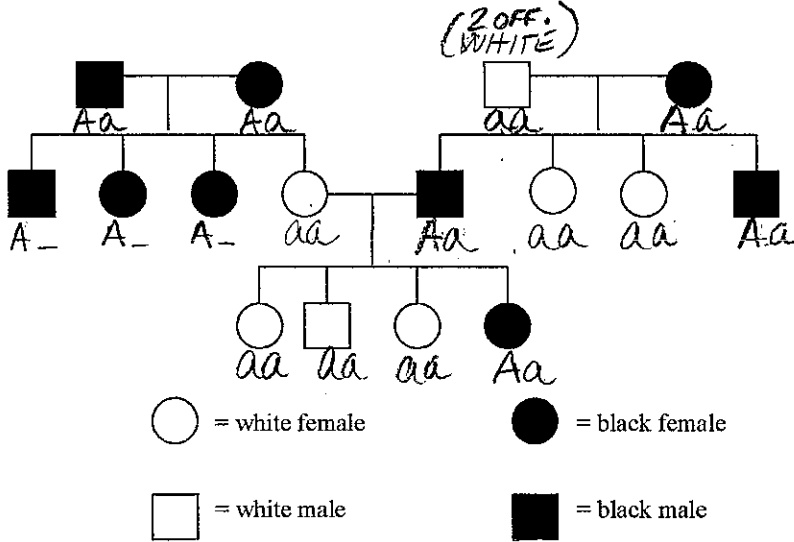 (2 OFF.
WHITE)
Aa Aa aa Aa
A_ A_ A_ aa Aa aa aa Aa
aa aa aa Aa
= white female = black female
= white male = black male